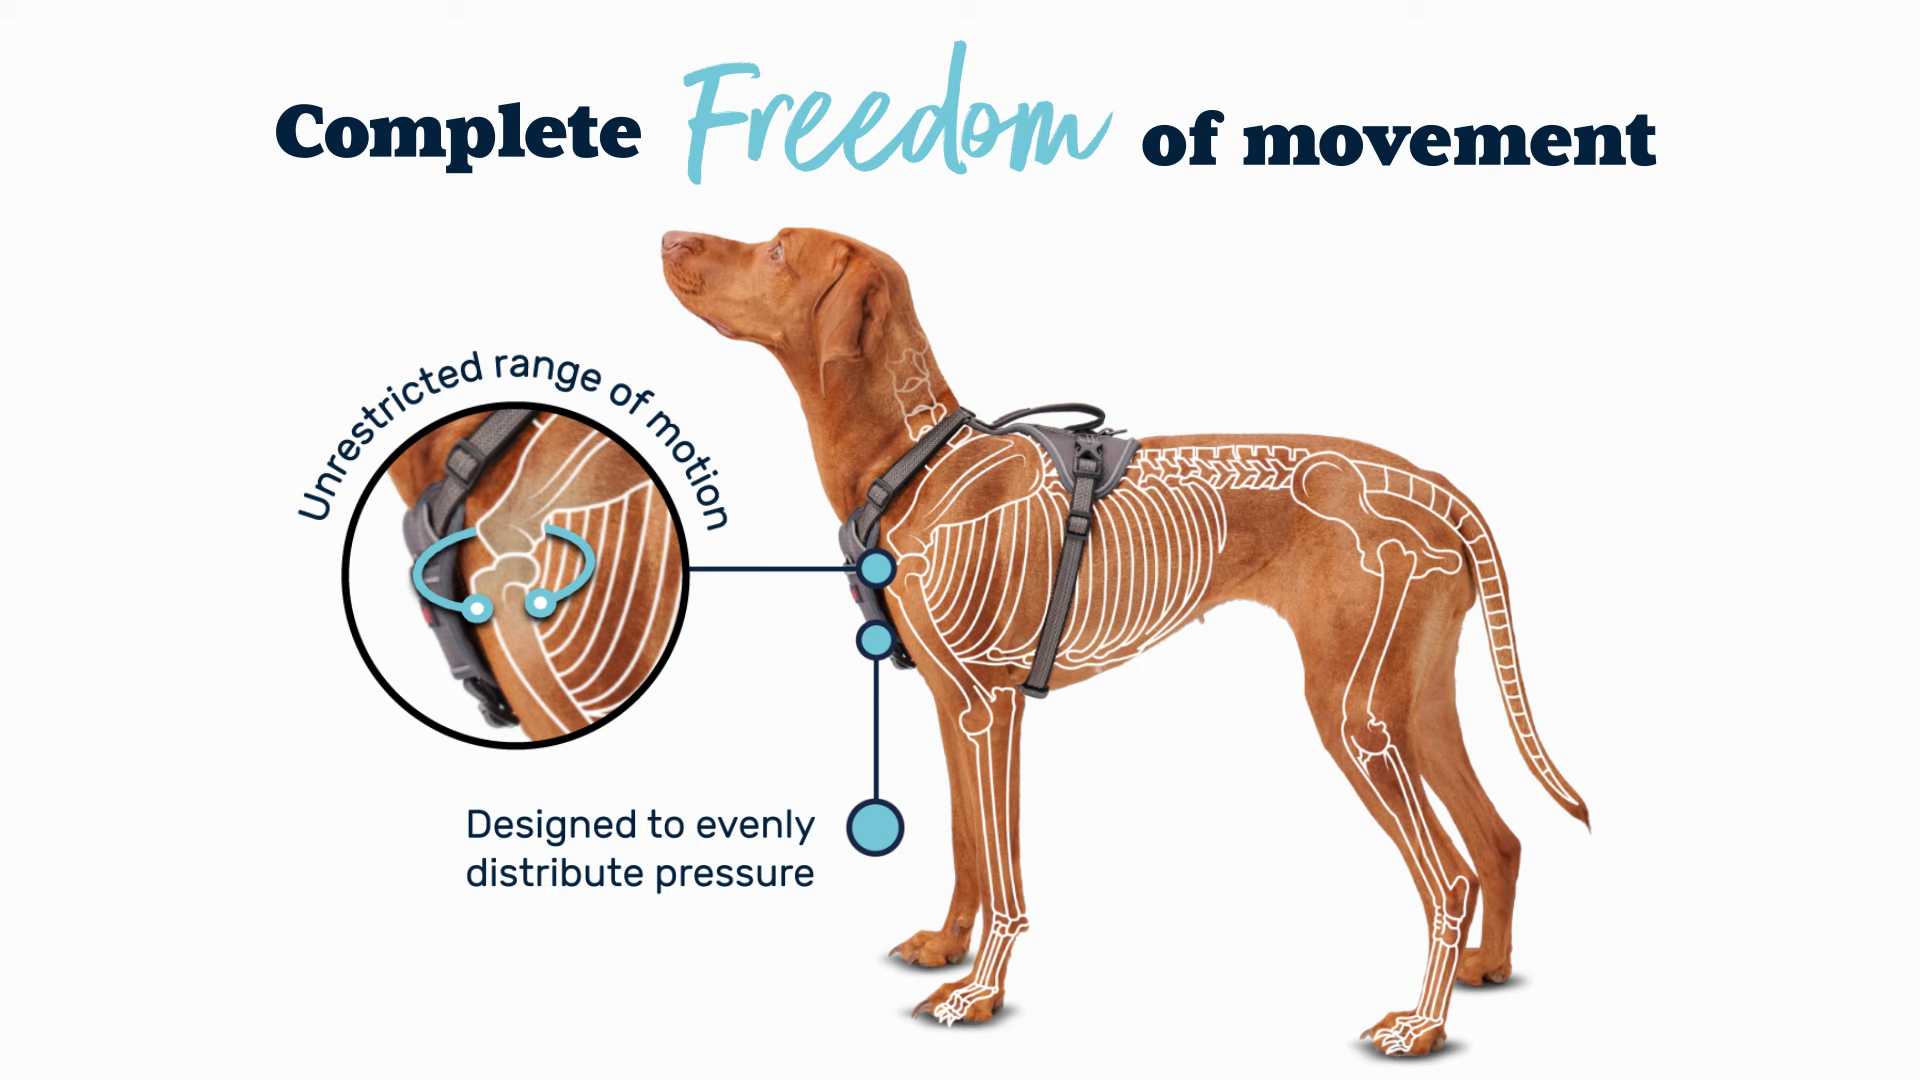 Complete Freedom of movement
Unrestricted range of motion
Designed to evenly
distribute pressure